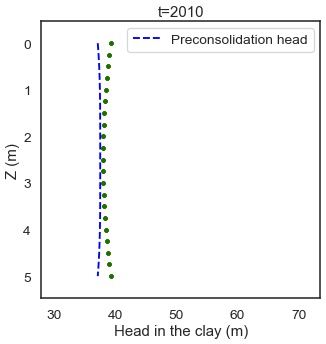 t=2010
Preconsolidation head
0
1
2
3
4
5
Z (m)
30 40 50 60 70
Head in the clay (m)